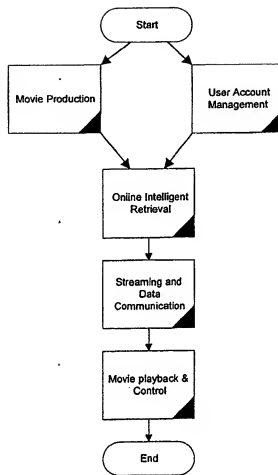 Start
Movie Production
User Account
Management
Online Intelligent
Retrieval
Streaming and
Data
Communication
Movie playback &
Control
End